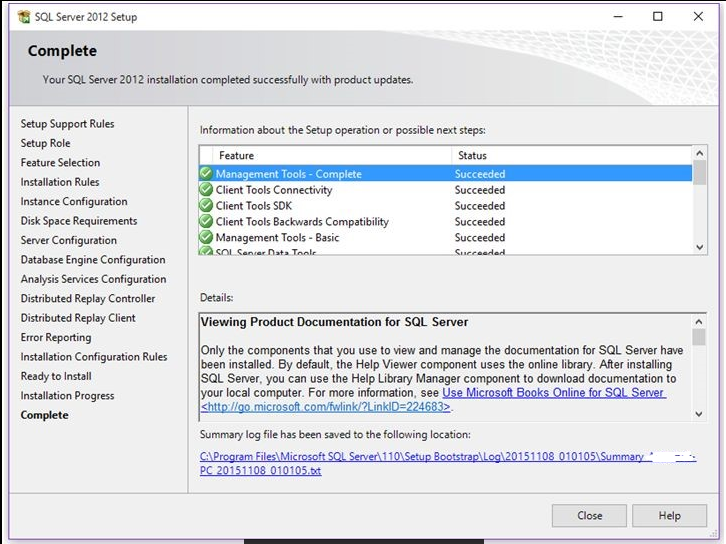 SQL Server 2012 Setup
Complete
Your SQL Server 2012 installation completed successfully with product updates.
Setup Support Rules
Setup Role
Feature Selection
Installation Rules
Instance Configuration
Disk Space Requirements
Server Configuration
Database Engine Configuration
Analysis Services Configuration
Distributed Replay Controller
Distributed Replay Client
Error Reporting
Installation Configuration Rules
Ready to Install
Installation Progress
Complete
Information about the Setup operation or possible next steps:
Feature Status
Management Tools - Complete Succeeded
Client Tools Connectivity Succeeded
Client Tools SDK Succeeded
Client Tools Backwards Compatibility Succeeded
Management Tools - Basic Succeeded
SQL Server Data Tools Succeeded
Details:
Viewing Product Documentation for SQL Server
Only the components that you use to view and manage the documentation for SQL Server have
been installed. By default, the Help Viewer component uses the online library. After installing
SQL Server, you can use the Help Library Manager component to download documentation to
your local computer. For more information, see Use Microsoft Books Online for SQL Server
<http://go.microsoft.com/fwlink/?LinkID=224683>.
Summary log file has been saved to the following location:
C:\Program Files\Microsoft SQL Server\110\Setup Bootstrap\Log\20151108_010105\Summary_
PC_20151108_010105.txt
Close Help